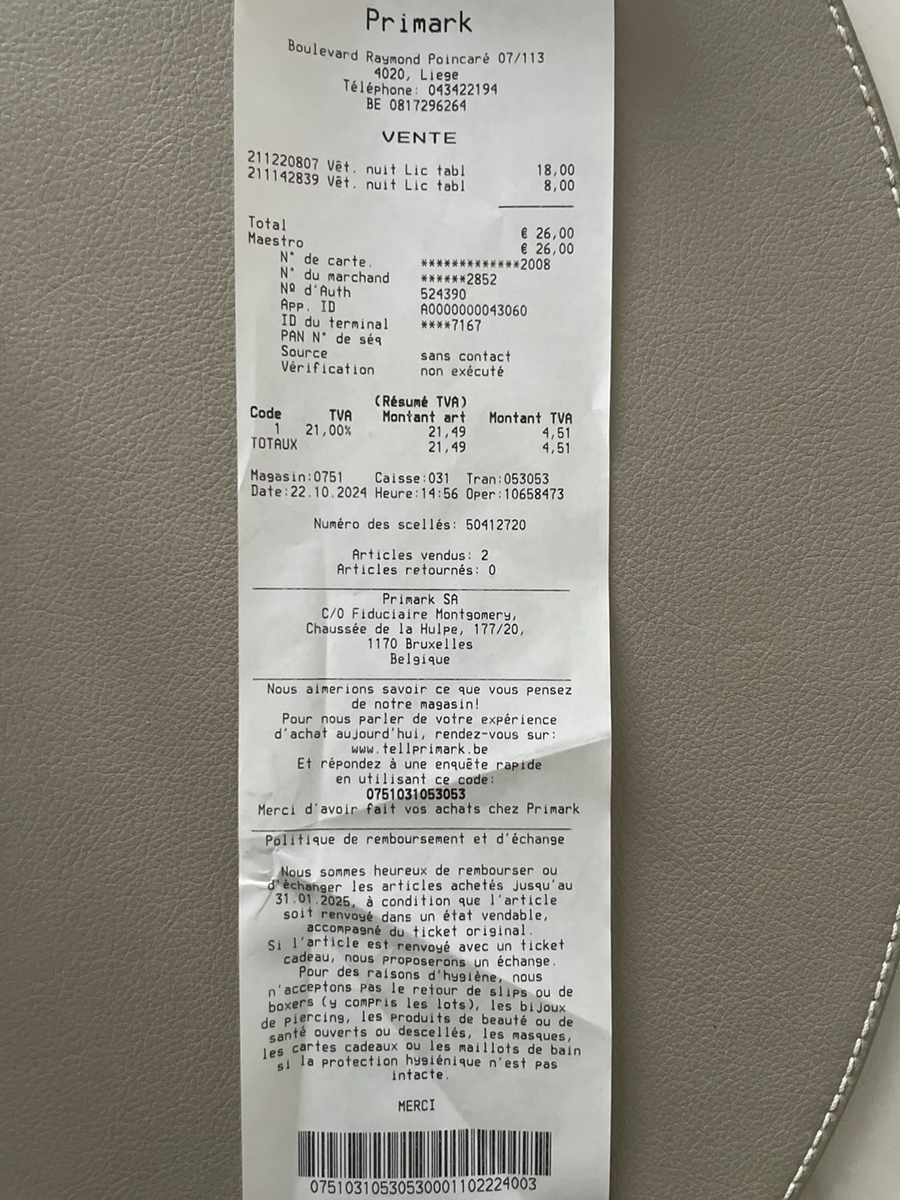 Primark
Boulevard Raymond Poincaré 07/113
4020, Liege
Téléphone: 043422194
BE 0817296264
VENTE
211220807 Vêt. nuit Lic tabl 18,00
211142839 Vêt. nuit Lic tabl 8,00
Total € 26,00
Maestro € 26,00
N° de carte. *************2008
N° du marchand ******2852
Nº d'Auth 524390
App. ID A0000000043060
ID du terminal ****7167
PAN N° de séq
Source sans contact
Vérification non exécuté
(Résumé TVA)
Code TVA Montant art Montant TVA
1 21,00% 21,49 4,51
TOTAUX 21,49 4,51
Magasin:0751 Caisse:031 Tran:053053
Date:22.10.2024 Heure:14:56 Oper:10658473
Numéro des scellés: 50412720
Articles vendus: 2
Articles retournés: 0
Primark SA
C/O Fiduciaire Montgomery,
Chaussée de la Hulpe, 177/20,
1170 Bruxelles
Belgique
Nous aimerions savoir ce que vous pensez
de notre magasin!
Pour nous parler de votre expérience
d'achat aujourd'hui, rendez-vous sur:
www.tellprimark.be
Et répondez à une enquête rapide
en utilisant ce code:
0751031053053
Merci d'avoir fait vos achats chez Primark
Politique de remboursement et d'échange
Nous sommes heureux de rembourser ou
d'échanger les articles achetés jusqu'au
31.01.2025, à condition que l'article
soit renvoyé dans un état vendable,
accompagné du ticket original.
Si l'article est renvoyé avec un ticket
cadeau, nous proposerons un échange.
Pour des raisons d'hygiène, nous
n'acceptons pas le retour de slips ou de
boxers (y compris les lots), les bijoux
de piercing, les produits de beauté ou de
santé ouverts ou descellés, les masques,
les cartes cadeaux ou les maillots de bain
si la protection hygiénique n'est pas
intacte.
MERCI
07510310530530001102224003